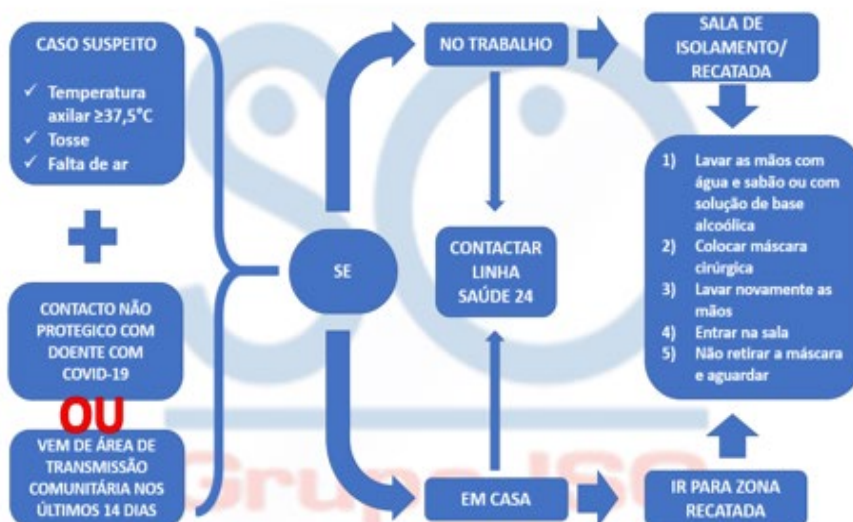 CASO SUSPEITO
Temperatura
axilar ≥37,5°C
Tosse
Falta de ar
CONTACTO NÃO
PROTEGICO COM
DOENTE COM
COVID-19
OU
VEM DE ÁREA DE
TRANSMISSÃO
COMUNITÁRIA NOS
ÚLTIMOS 14 DIAS
SE
NO TRABALHO
CONTACTAR
LINHA
SAÚDE 24
EM CASA
SALA DE
ISOLAMENTO/
RECATADA
1) Lavar as mãos com
água e sabão ou com
solução de base
alcoólica
2) Colocar máscara
cirúrgica
3) Lavar novamente as
mãos
4) Entrar na sala
5) Não retirar a máscara
e aguardar
IR PARA ZONA
RECATADA
Grupo ISO